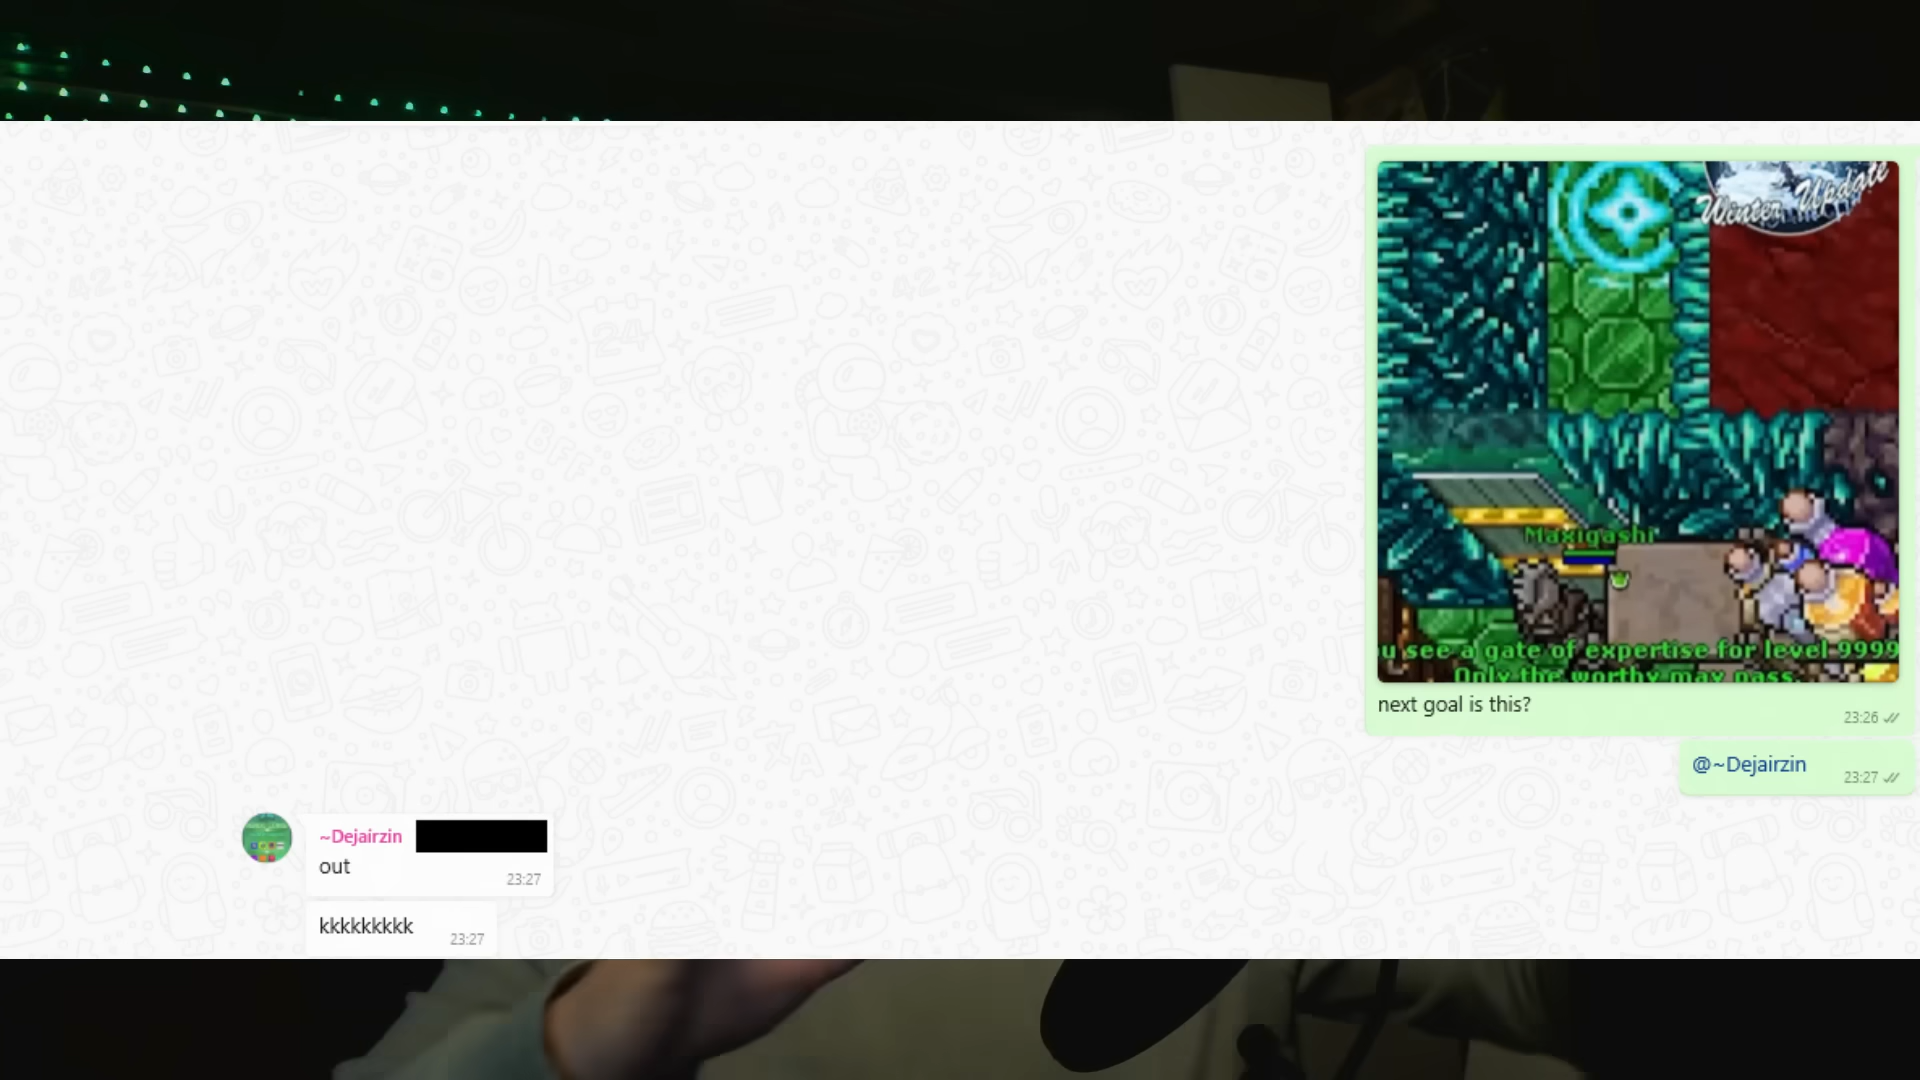 Winter Update
Maxigashi
u see a gate of expertise for level 9999
Only the worthy may pass.
next goal is this?
23:26
@~Dejairzin
23:27
~Dejairzin
out
23:27
kkkkkkkkk
23:27